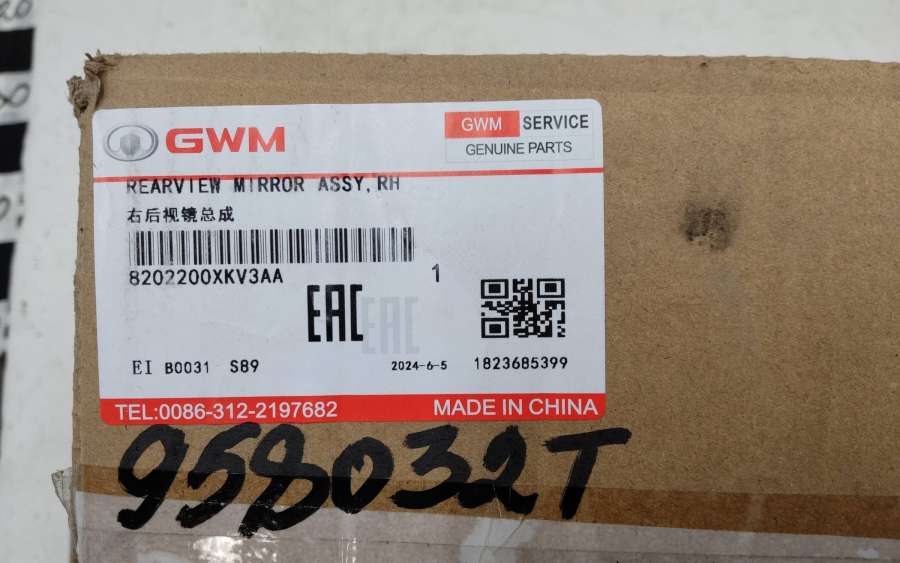 GWM
GWM SERVICE
GENUINE PARTS
REARVIEW MIRROR ASSY, RH
右后视镜总成
8202200XKV3AA 1
EAC EAC
EI B0031 S89 2024-6-5 1823685399
TEL:0086-312-2197682 MADE IN CHINA
958032T